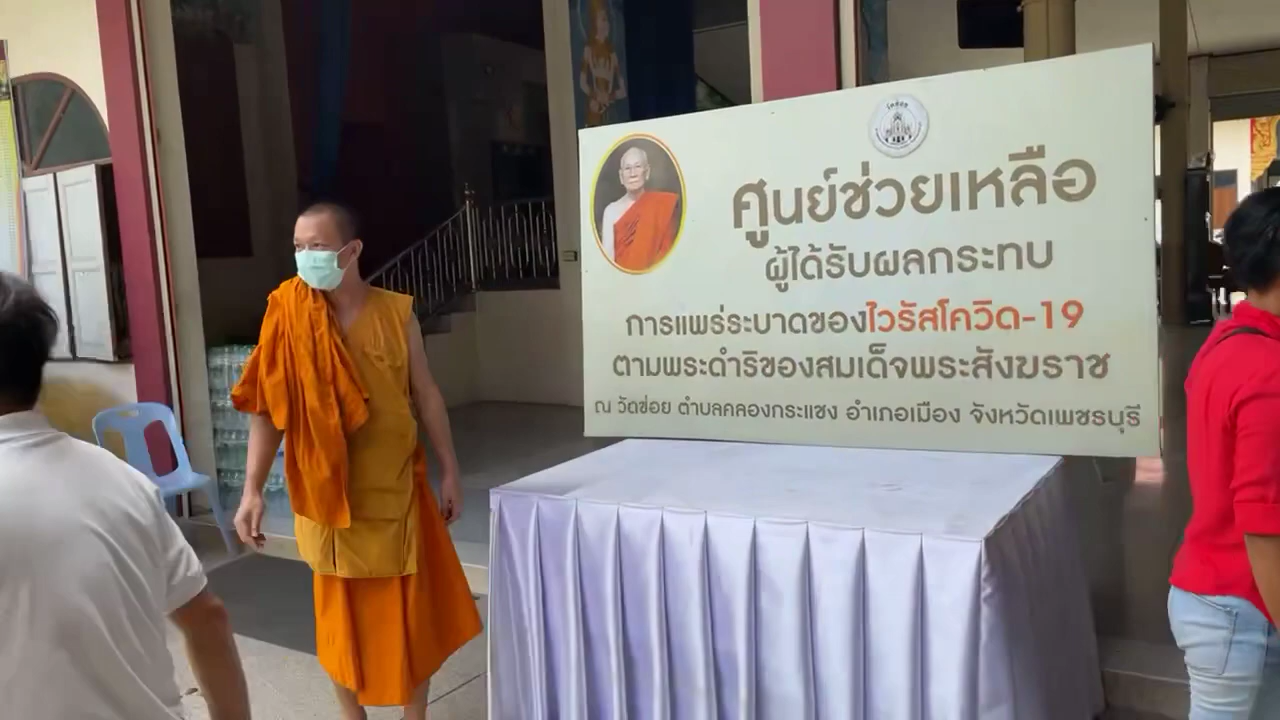 ศูนย์ช่วยเหลือ
ผู้ได้รับผลกระทบ
การแพร่ระบาดของไวรัสโควิด-19
ตามพระดำริของสมเด็จพระสังฆราช
ณ วัดข่อย ตำบลคลองกระแชง อำเภอเมือง จังหวัดเพชรบุรี